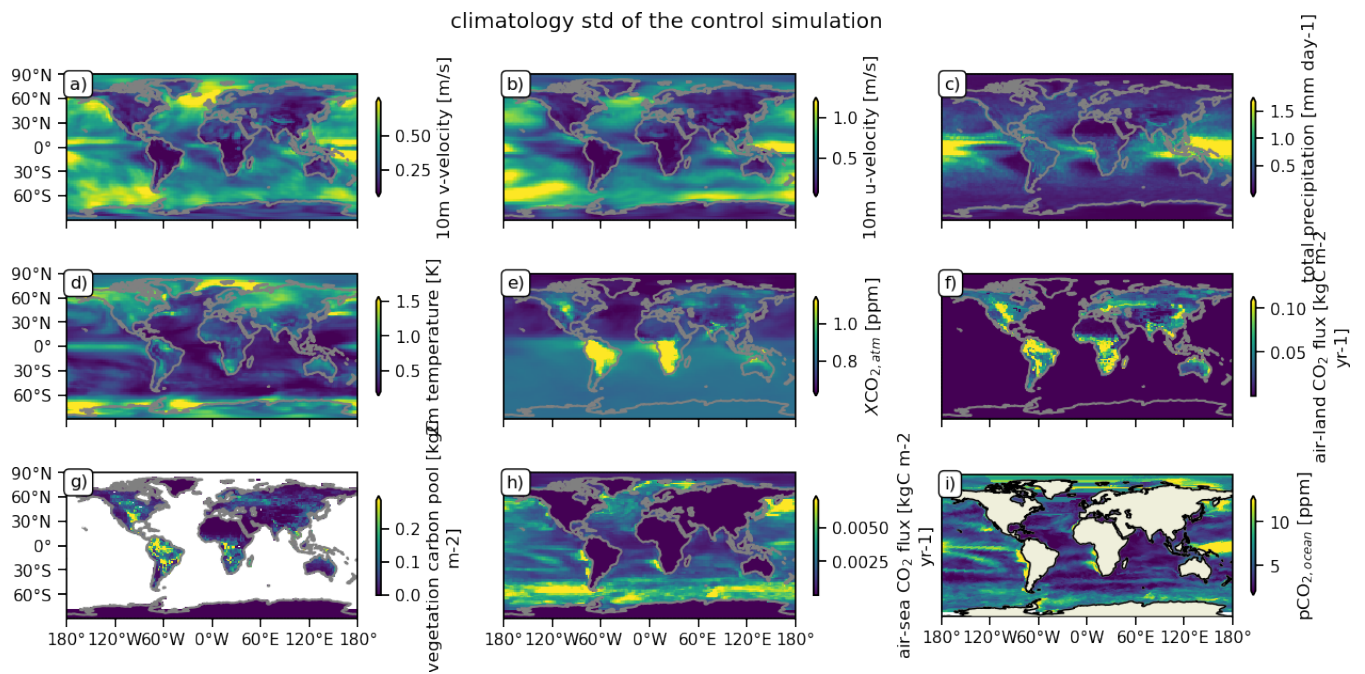 climatology std of the control simulation
a)
90°N
60°N
30°N
0°
30°S
60°S
0.50
0.25
10m v-velocity [m/s]
b)
1.0
0.5
10m u-velocity [m/s]
c)
1.5
1.0
0.5
total precipitation [mm day-1]
d)
90°N
60°N
30°N
0°
30°S
60°S
1.5
1.0
0.5
2m temperature [K]
e)
1.0
0.8
XCO2,atm [ppm]
f)
0.10
0.05
air-land CO2 flux [kgC m-2
yr-1]
g)
90°N
60°N
30°N
0°
30°S
60°S
180° 120°W 60°W 0°W 60°E 120°E 180°
0.2
0.1
0.0
vegetation carbon pool [kgC
m-2]
h)
180° 120°W 60°W 0°W 60°E 120°E 180°
0.0050
0.0025
air-sea CO2 flux [kgC m-2
yr-1]
i)
180° 120°W 60°W 0°W 60°E 120°E 180°
10
5
pCO2,ocean [ppm]